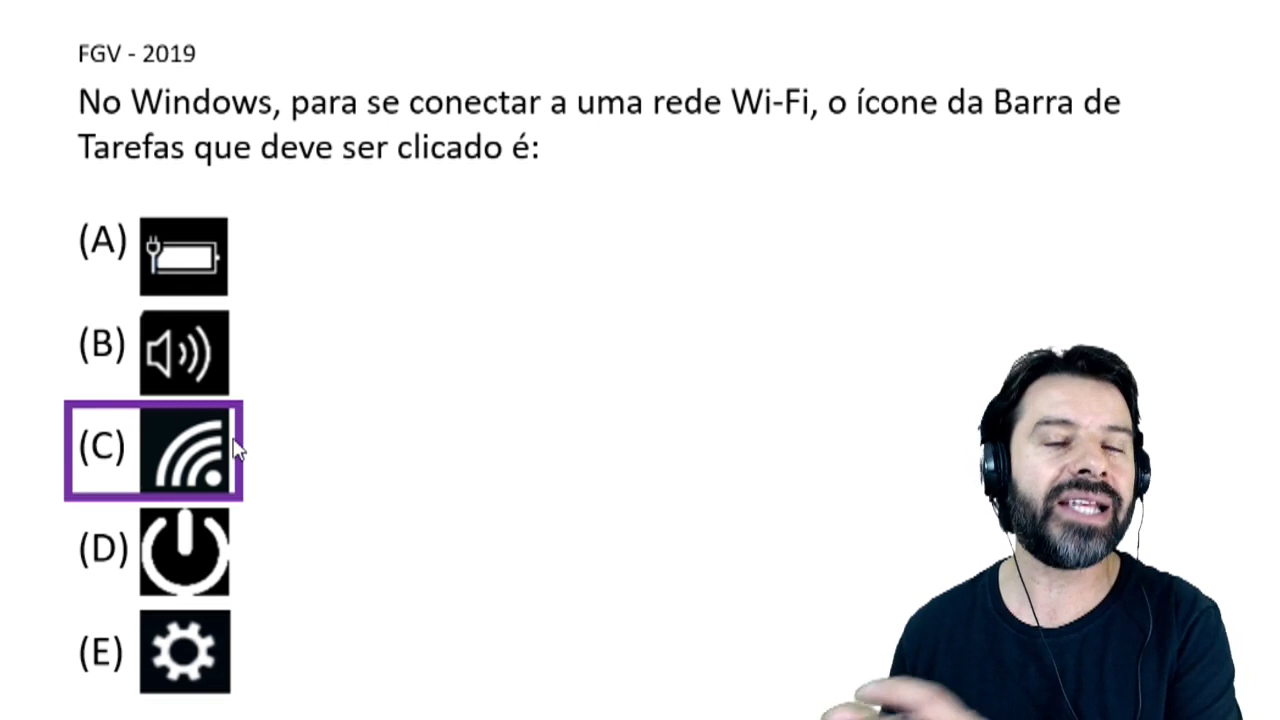 FGV - 2019
No Windows, para se conectar a uma rede Wi-Fi, o ícone da Barra de
Tarefas que deve ser clicado é:
(A)
(B)
(C)
(D)
(E)